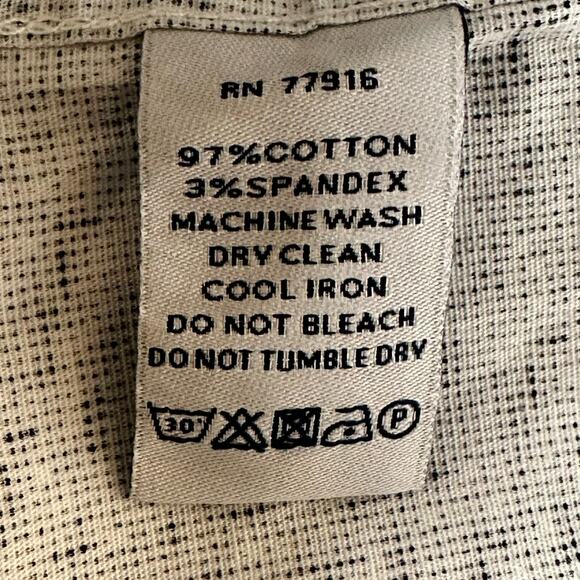 RN 77916
97%COTTON
3%SPANDEX
MACHINE WASH
DRY CLEAN
COOL IRON
DO NOT BLEACH
DO NOT TUMBLE DRY
30° P